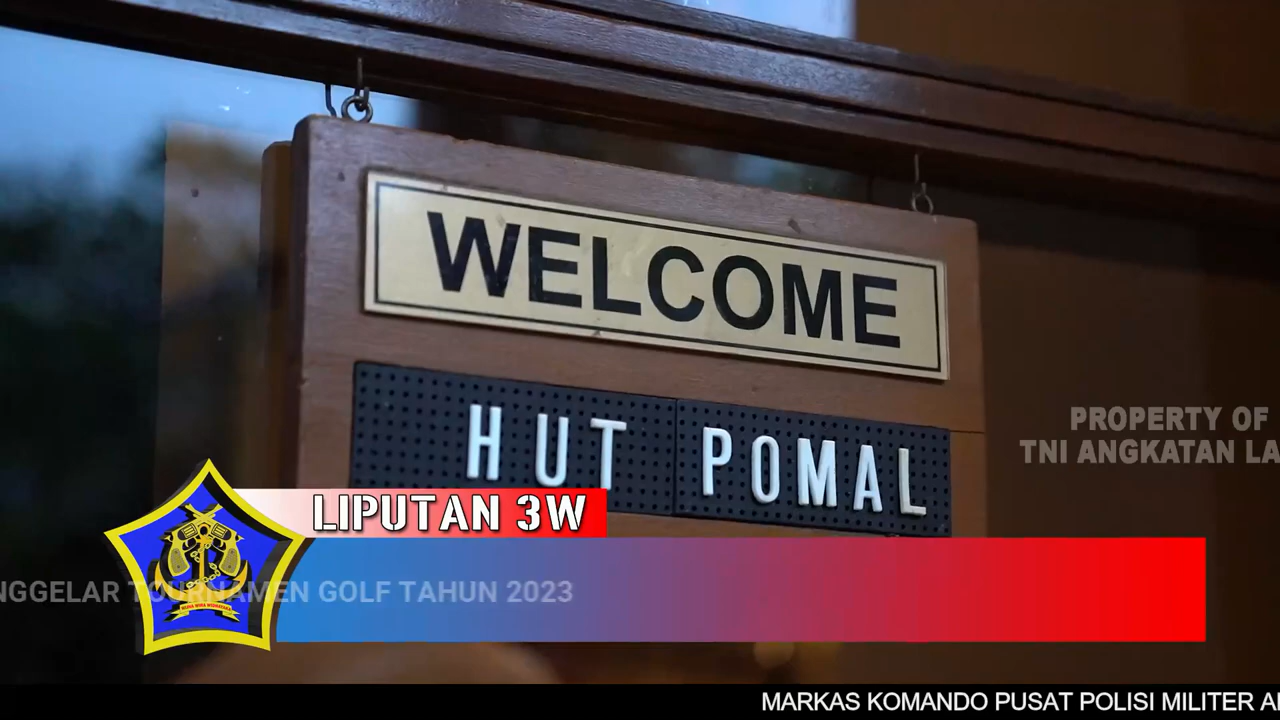 WELCOME
HUT POMAL
PROPERTY OF
TNI ANGKATAN LA
LIPUTAN 3W
NGGELAR TOURNAMEN GOLF TAHUN 2023
MARKAS KOMANDO PUSAT POLISI MILITER A